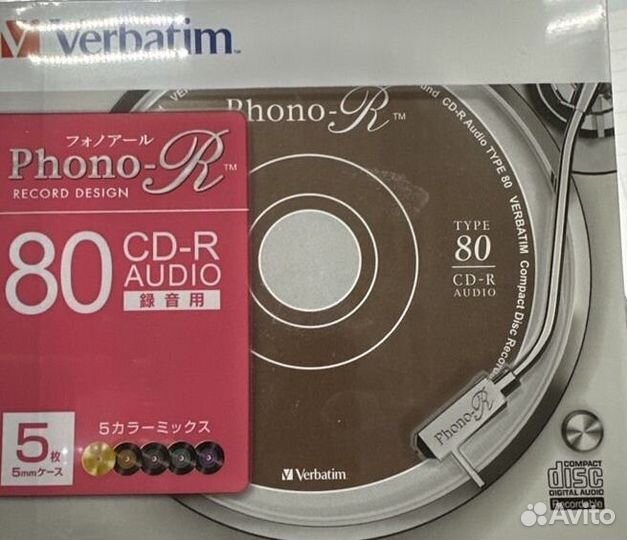 Verbatim™
フォノアール
Phono-R™
RECORD DESIGN
80
CD-R
AUDIO
録音用
5枚
5mmケース
5カラーミックス
Phono-R™
CD-R Audio TYPE 80 VERBATIM Compact Disc
TYPE
80
CD-R
AUDIO
Phono-R
Verbatim
COMPACT
disc
DIGITAL AUDIO
Recordable
Avito